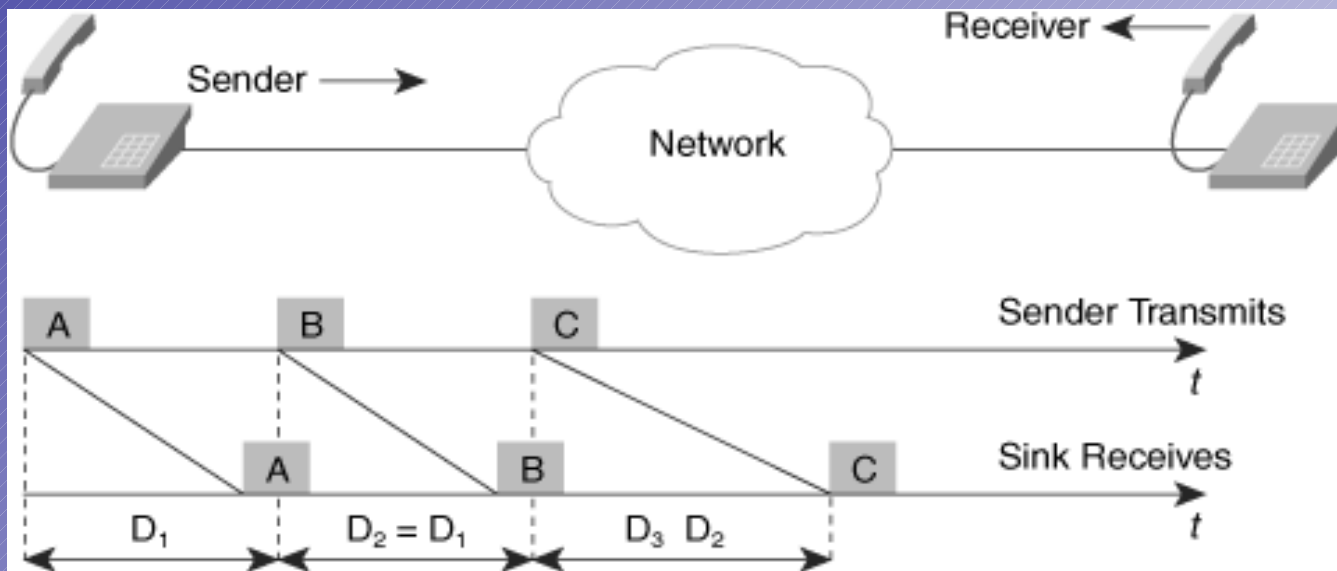 Receiver
Sender
Network
A B C Sender Transmits
t
A B C Sink Receives
D₁ D₂ = D₁ D₃ D₂ t